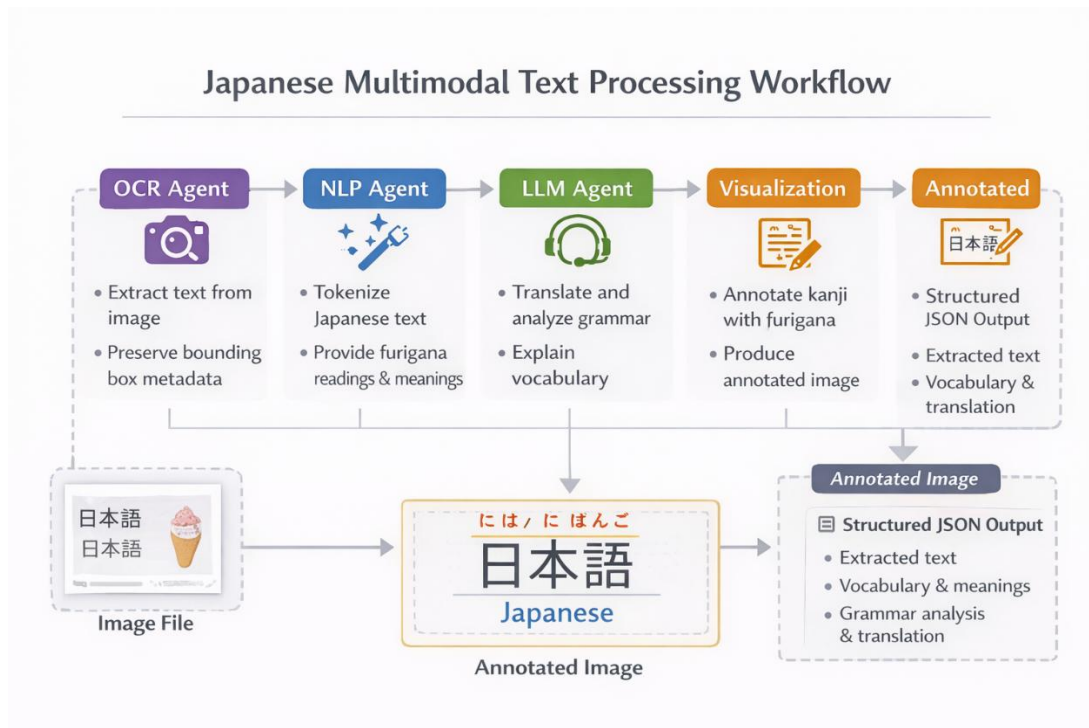 Japanese Multimodal Text Processing Workflow
OCR Agent
• Extract text from
image
• Preserve bounding
box metadata
NLP Agent
• Tokenize
Japanese text
• Provide furigana
readings & meanings
LLM Agent
• Translate and
analyze grammar
• Explain
vocabulary
Visualization
• Annotate kanji
with furigana
• Produce
annotated image
Annotated
日本語
• Structured
JSON Output
• Extracted text
• Vocabulary &
translation
日本語
日本語
Image File
には/にぽんご
日本語
Japanese
Annotated Image
Annotated Image
Structured JSON Output
• Extracted text
• Vocabulary & meanings
• Grammar analysis
& translation